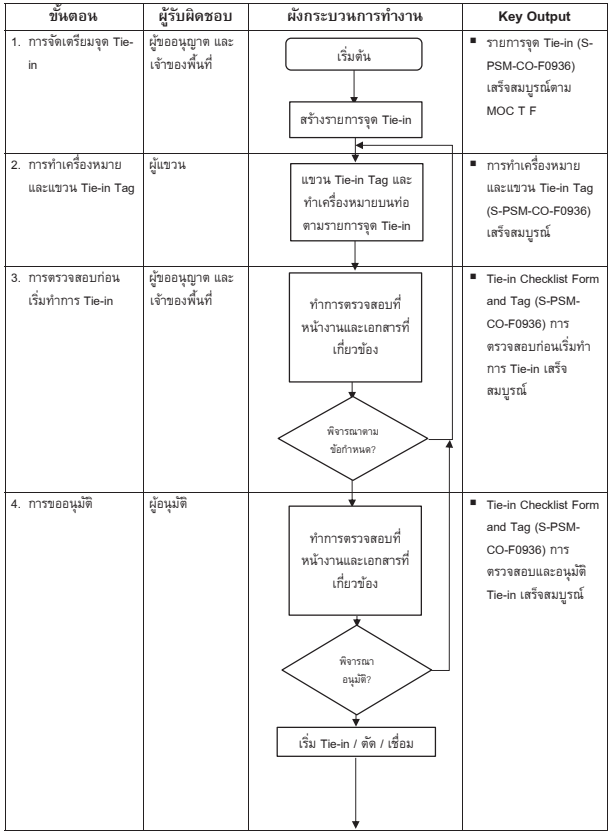 ขั้นตอน ผู้รับผิดชอบ ผังกระบวนการทำงาน Key Output
1. การจัดเตรียมจุด Tie-
in
ผู้ขออนุญาต และ
เจ้าของพื้นที่
เริ่มต้น
สร้างรายการจุด Tie-in
▪ รายการจุด Tie-in (S-
PSM-CO-F0936)
เสร็จสมบูรณ์ตาม
MOC T F
2. การทำเครื่องหมาย
และแขวน Tie-in Tag
ผู้แขวน
แขวน Tie-in Tag และ
ทำเครื่องหมายบนท่อ
ตามรายการจุด Tie-in
▪ การทำเครื่องหมาย
และแขวน Tie-in Tag
(S-PSM-CO-F0936)
เสร็จสมบูรณ์
3. การตรวจสอบก่อน
เริ่มทำการ Tie-in
ผู้ขออนุญาต และ
เจ้าของพื้นที่
ทำการตรวจสอบที่
หน้างานและเอกสารที่
เกี่ยวข้อง
พิจารณาตาม
ข้อกำหนด?
▪ Tie-in Checklist Form
and Tag (S-PSM-
CO-F0936) การ
ตรวจสอบก่อนเริ่มทำ
การ Tie-in เสร็จ
สมบูรณ์
4. การขออนุมัติ
ผู้อนุมัติ
ทำการตรวจสอบที่
หน้างานและเอกสารที่
เกี่ยวข้อง
พิจารณา
อนุมัติ?
เริ่ม Tie-in / ตัด / เชื่อม
▪ Tie-in Checklist Form
and Tag (S-PSM-
CO-F0936) การ
ตรวจสอบและอนุมัติ
Tie-in เสร็จสมบูรณ์